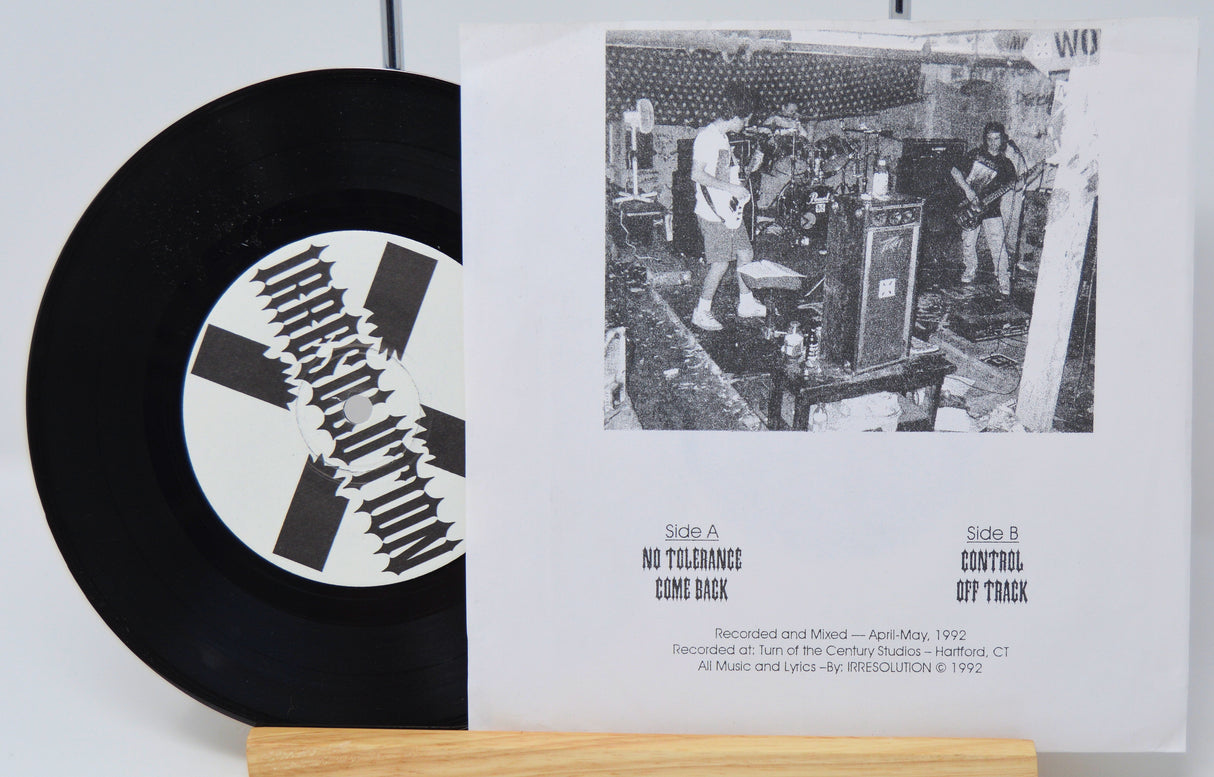 IRRESOLUTION
WO
Pearl
Side A
NO TOLERANCE
COME BACK
Side B
CONTROL
OFF TRACK
Recorded and Mixed — April-May, 1992
Recorded at: Turn of the Century Studios – Hartford, CT
All Music and Lyrics –By: IRRESOLUTION © 1992